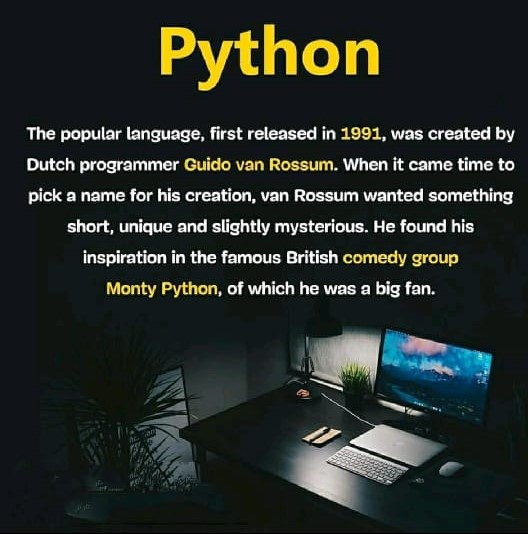 Python
The popular language, first released in 1991, was created by
Dutch programmer Guido van Rossum. When it came time to
pick a name for his creation, van Rossum wanted something
short, unique and slightly mysterious. He found his
inspiration in the famous British comedy group
Monty Python, of which he was a big fan.